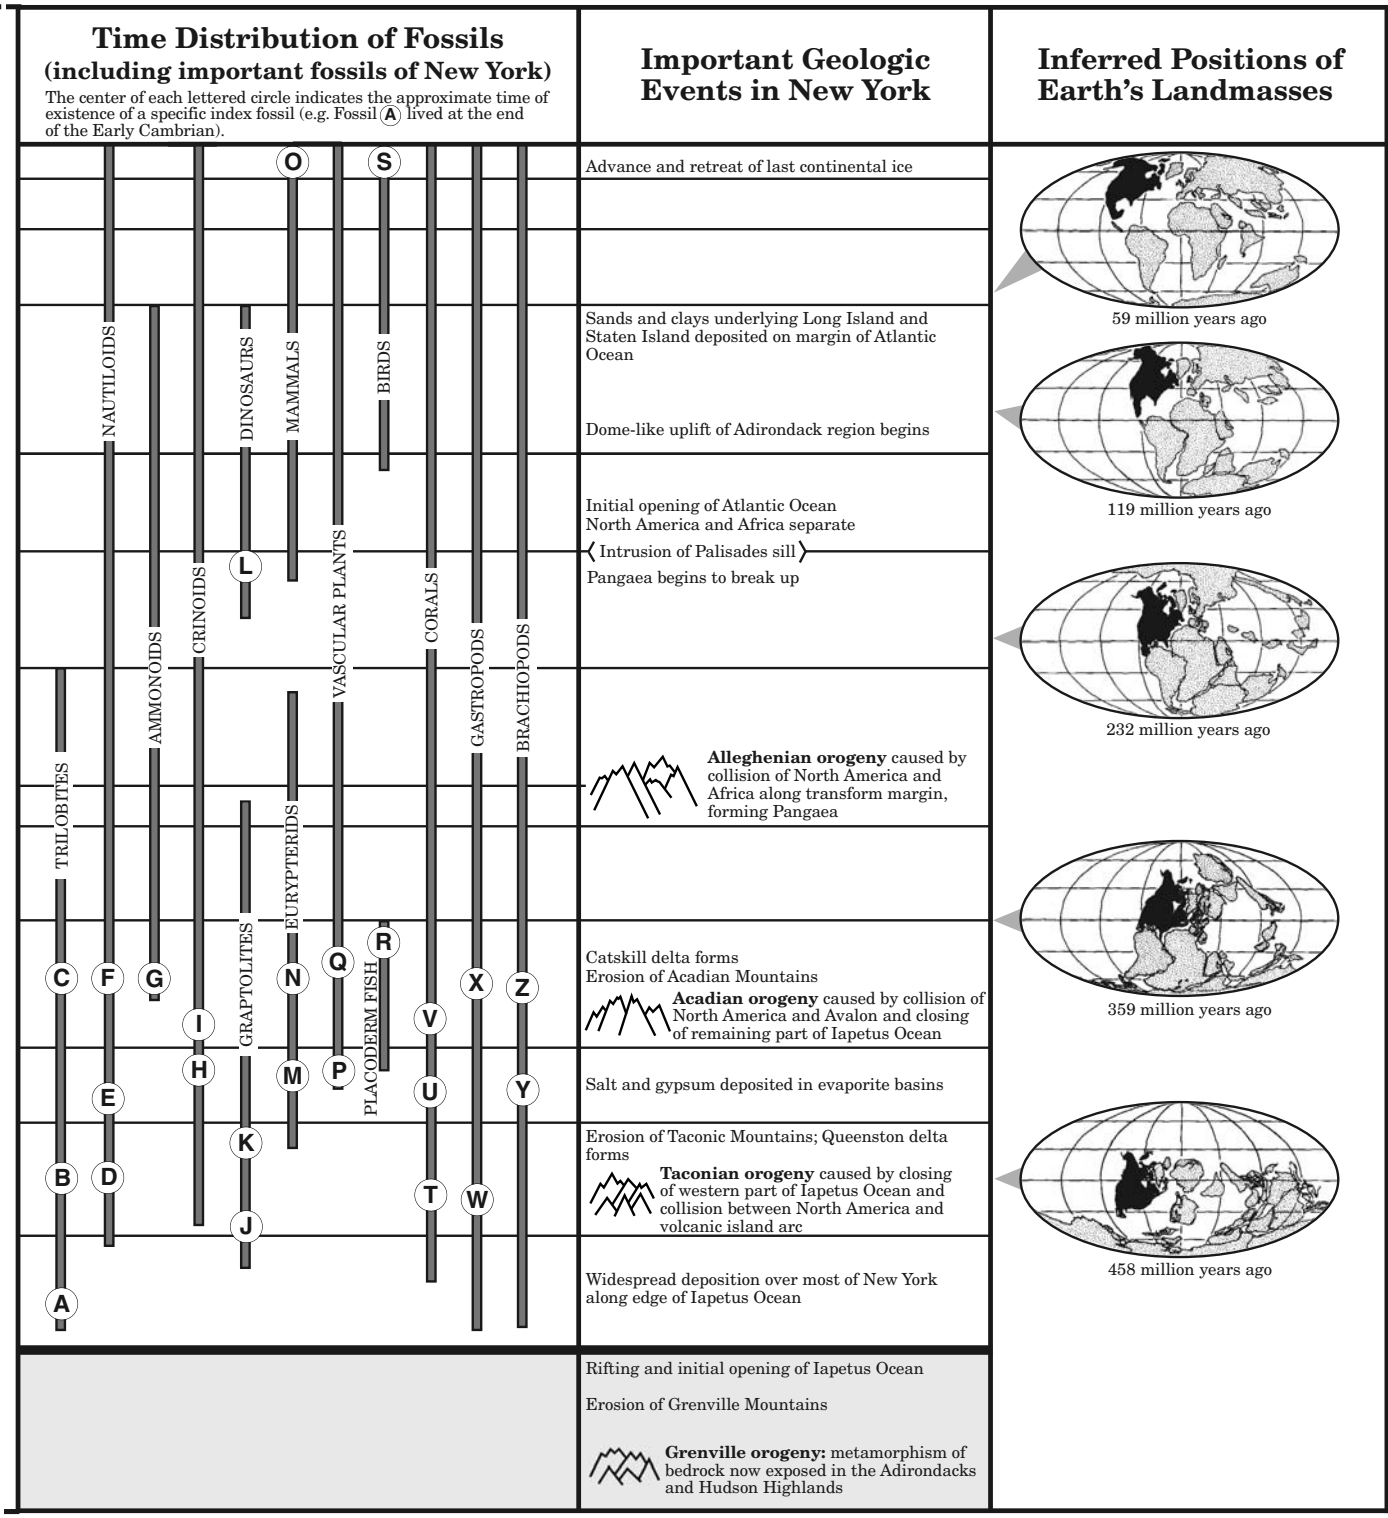 Time Distribution of Fossils
(including important fossils of New York)
The center of each lettered circle indicates the approximate time of
existence of a specific index fossil (e.g. Fossil A lived at the end
of the Early Cambrian).
Important Geologic
Events in New York
Inferred Positions of
Earth's Landmasses
O
S
NAUTILOIDS
DINOSAURS
MAMMALS
BIRDS
L
CRINOIDS
VASCULAR PLANTS
CORALS
AMMONOIDS
GASTROPODS
BRACHIOPODS
TRILOBITES
EURYPTERIDS
GRAPTOLITES
PLACODERM FISH
R
Q
C
F
G
N
X
Z
I
V
H
M
P
U
Y
E
K
B
D
T
W
J
A
Advance and retreat of last continental ice
Sands and clays underlying Long Island and
Staten Island deposited on margin of Atlantic
Ocean
Dome-like uplift of Adirondack region begins
Initial opening of Atlantic Ocean
North America and Africa separate
Intrusion of Palisades sill
Pangaea begins to break up
Alleghenian orogeny caused by
collision of North America and
Africa along transform margin,
forming Pangaea
Catskill delta forms
Erosion of Acadian Mountains
Acadian orogeny caused by collision of
North America and Avalon and closing
of remaining part of Iapetus Ocean
Salt and gypsum deposited in evaporite basins
Erosion of Taconic Mountains; Queenston delta
forms
Taconian orogeny caused by closing
of western part of Iapetus Ocean and
collision between North America and
volcanic island arc
Widespread deposition over most of New York
along edge of Iapetus Ocean
Rifting and initial opening of Iapetus Ocean
Erosion of Grenville Mountains
Grenville orogeny: metamorphism of
bedrock now exposed in the Adirondacks
and Hudson Highlands
59 million years ago
119 million years ago
232 million years ago
359 million years ago
458 million years ago